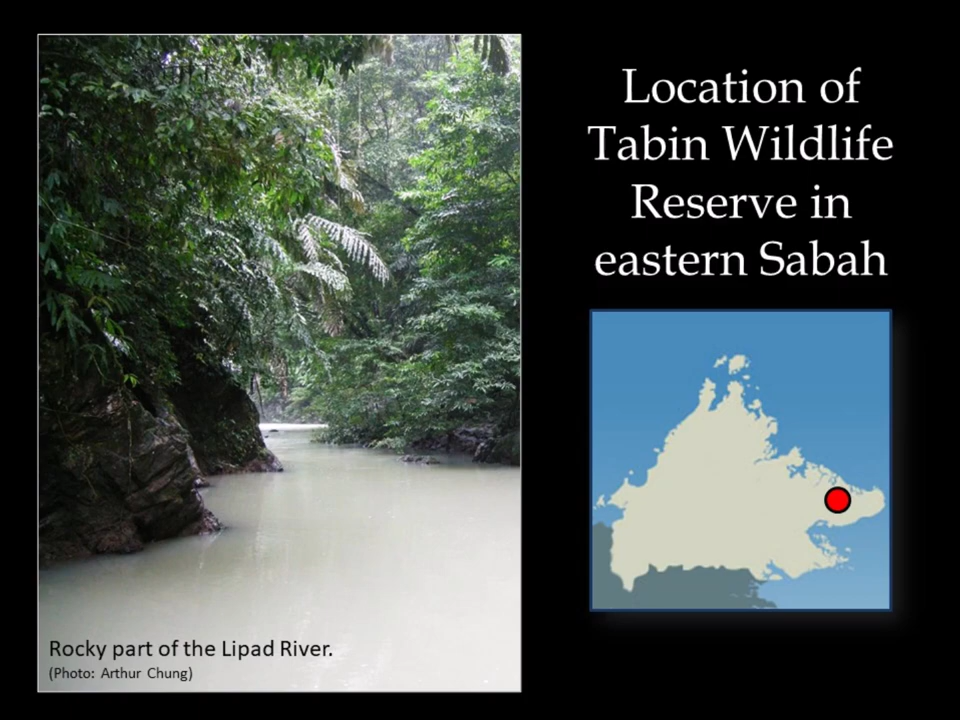 Location of
Tabin Wildlife
Reserve in
eastern Sabah
Rocky part of the Lipad River.
(Photo: Arthur Chung)